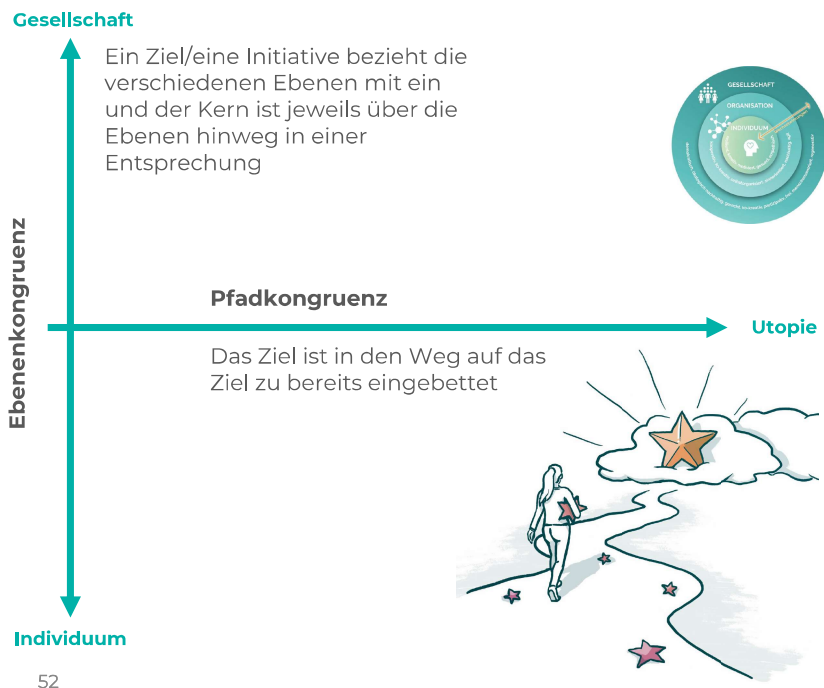 Gesellschaft
Ein Ziel/eine Initiative bezieht die
verschiedenen Ebenen mit ein
und der Kern ist jeweils über die
Ebenen hinweg in einer
Entsprechung
GESELLSCHAFT
ORGANISATION
INDIVIDUUM
Ebenenkongruenz
Pfadkongruenz
Utopie
Das Ziel ist in den Weg auf das
Ziel zu bereits eingebettet
Individuum
52